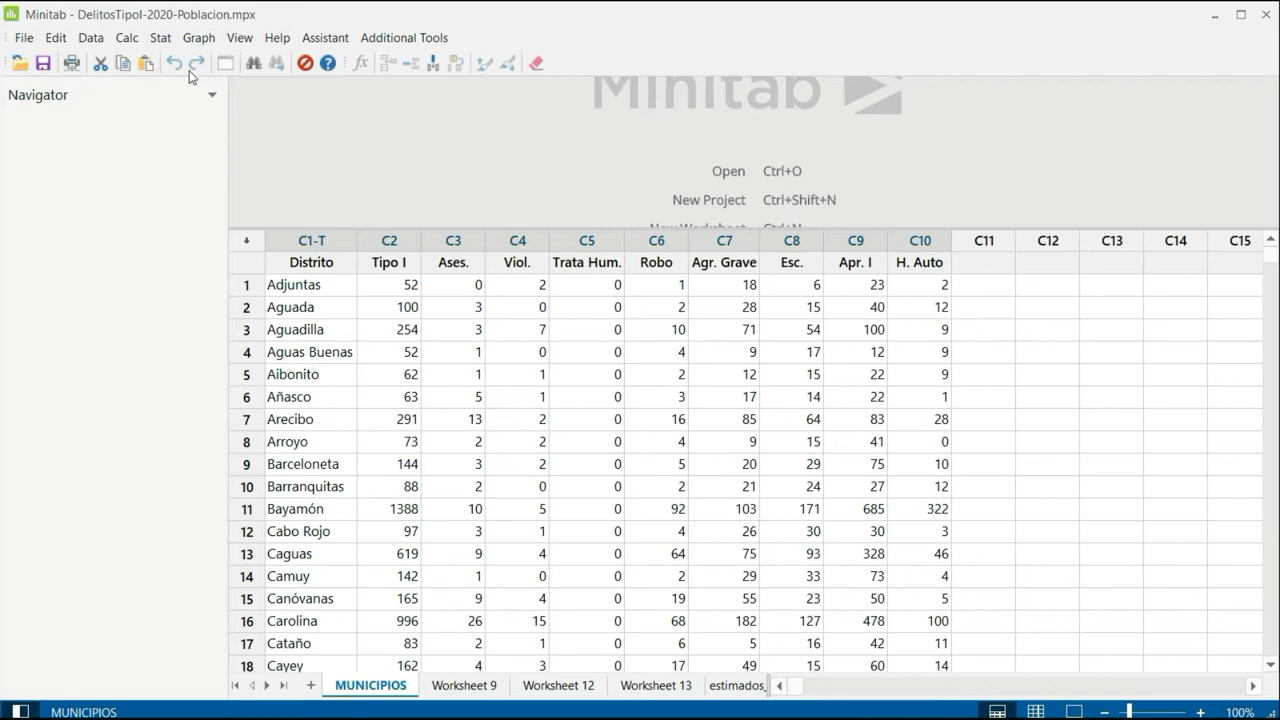 Minitab - DelitosTipoI-2020-Poblacion.mpx
File Edit Data Calc Stat Graph View Help Assistant Additional Tools
Navigator
Minitab
Open Ctrl+O
New Project Ctrl+Shift+N
New Worksheet Ctrl+N
C1-T C2 C3 C4 C5 C6 C7 C8 C9 C10 C11 C12 C13 C14 C15
Distrito Tipo I Ases. Viol. Trata Hum. Robo Agr. Grave Esc. Apr. I H. Auto
1 Adjuntas 52 0 2 0 1 18 6 23 2
2 Aguada 100 3 0 0 2 28 15 40 12
3 Aguadilla 254 3 7 0 10 71 54 100 9
4 Aguas Buenas 52 1 0 0 4 9 17 12 9
5 Aibonito 62 1 1 0 2 12 15 22 9
6 Añasco 63 5 1 0 3 17 14 22 1
7 Arecibo 291 13 2 0 16 85 64 83 28
8 Arroyo 73 2 2 0 4 9 15 41 0
9 Barceloneta 144 3 2 0 5 20 29 75 10
10 Barranquitas 88 2 0 0 2 21 24 27 12
11 Bayamón 1388 10 5 0 92 103 171 685 322
12 Cabo Rojo 97 3 1 0 4 26 30 30 3
13 Caguas 619 9 4 0 64 75 93 328 46
14 Camuy 142 1 0 0 2 29 33 73 4
15 Canóvanas 165 9 4 0 19 55 23 50 5
16 Carolina 996 26 15 0 68 182 127 478 100
17 Cataño 83 2 1 0 6 5 16 42 11
18 Cayey 162 4 3 0 17 49 15 60 14
MUNICIPIOS Worksheet 9 Worksheet 12 Worksheet 13 estimados_
MUNICIPIOS 100%